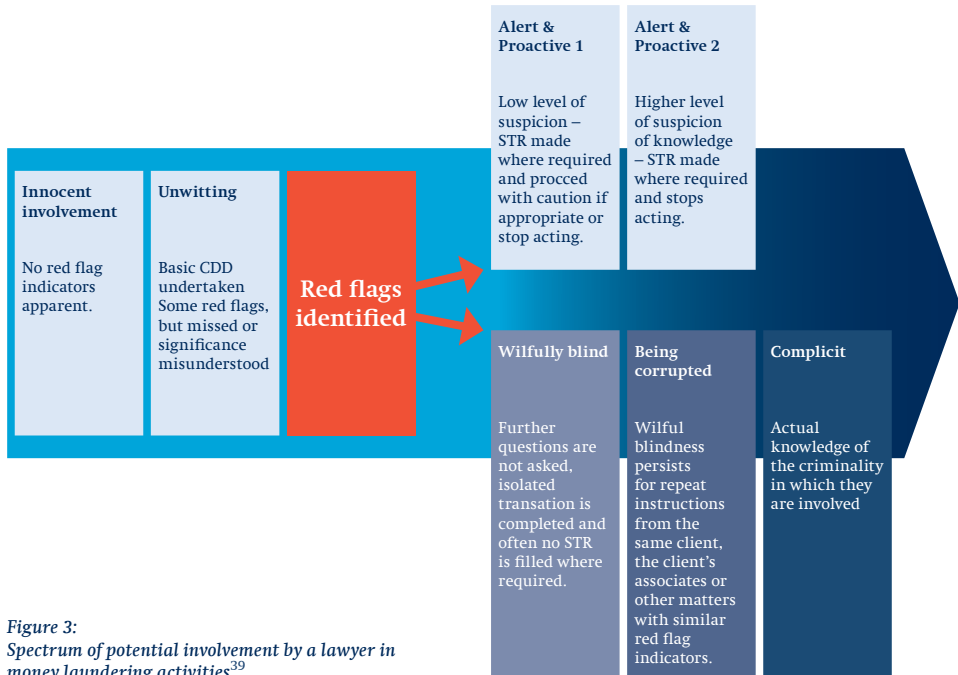 Alert &
Proactive 1
Low level of
suspicion –
STR made
where required
and procced
with caution if
appropriate or
stop acting.
Alert &
Proactive 2
Higher level
of suspicion
of knowledge
– STR made
where required
and stops
acting.
Innocent
involvement
No red flag
indicators
apparent.
Unwitting
Basic CDD
undertaken
Some red flags,
but missed or
significance
misunderstood
Red flags
identified
Wilfully blind
Further
questions are
not asked,
isolated
transation is
completed and
often no STR
is filled where
required.
Being
corrupted
Wilful
blindness
persists
for repeat
instructions
from the
same client,
the client's
associates or
other matters
with similar
red flag
indicators.
Complicit
Actual
knowledge of
the criminality
in which they
are involved
Figure 3:
Spectrum of potential involvement by a lawyer in
money laundering activities39